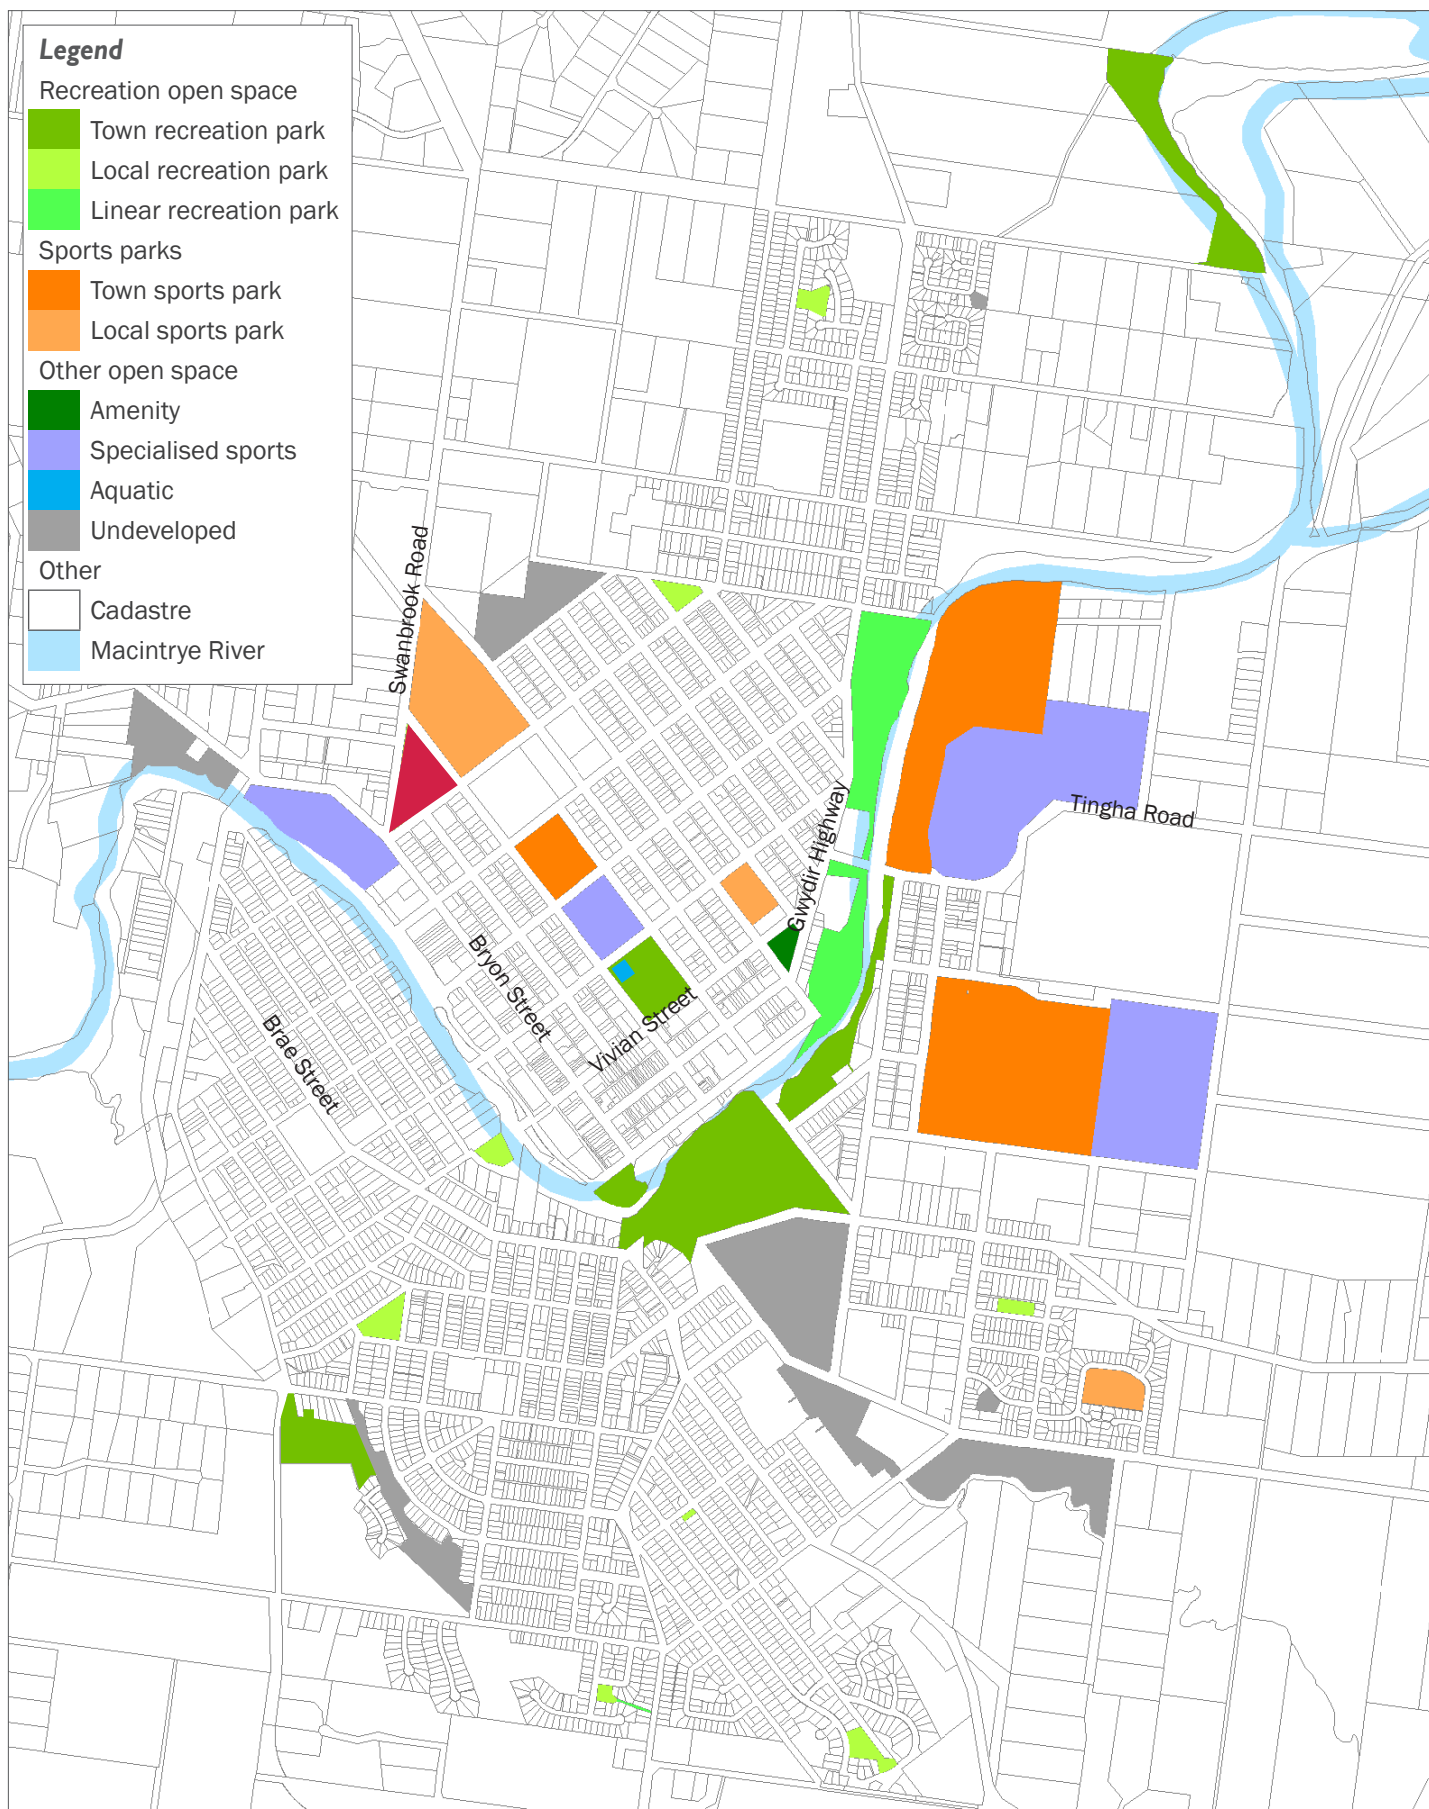 Legend
Recreation open space
Town recreation park
Local recreation park
Linear recreation park
Sports parks
Town sports park
Local sports park
Other open space
Amenity
Specialised sports
Aquatic
Undeveloped
Other
Cadastre
Macintrye River
Swanbrook Road
Gwydir Highway
Tingha Road
Bryon Street
Vivian Street
Brae Street